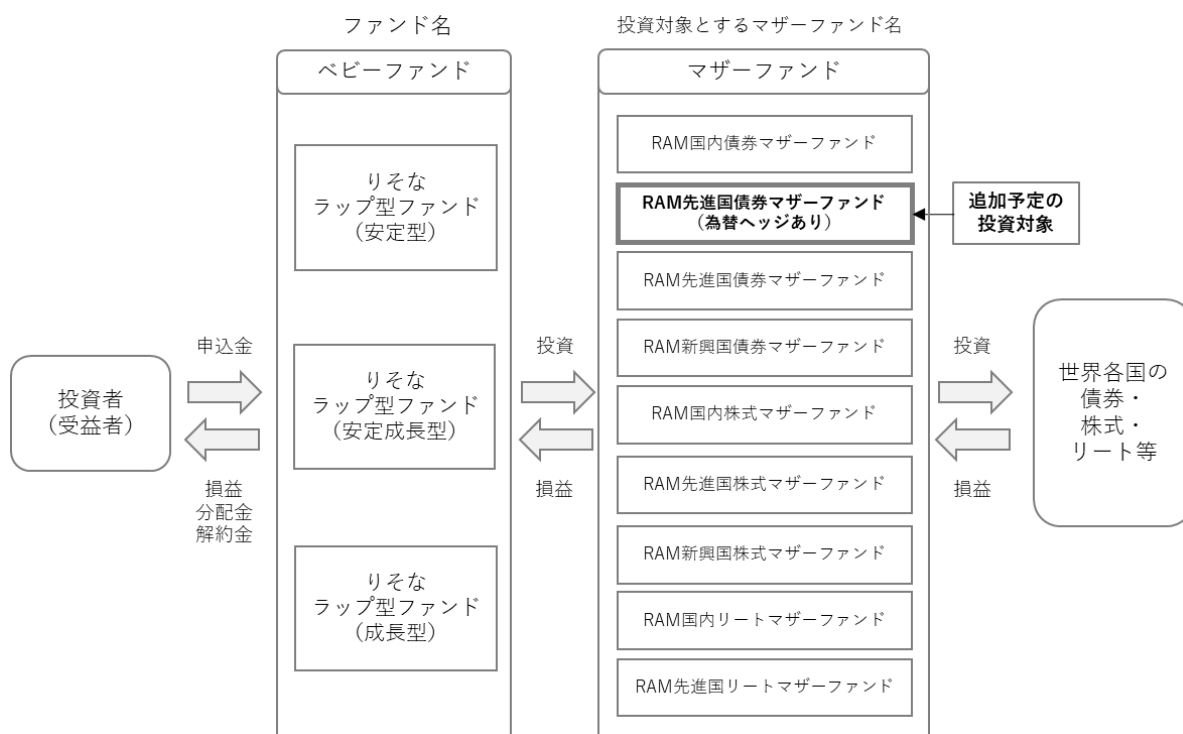 ファンド名
投資対象とするマザーファンド名
ベビーファンド
マザーファンド
投資者
（受益者）
申込金
損益
分配金
解約金
りそな
ラップ型ファンド
（安定型）
りそな
ラップ型ファンド
（安定成長型）
りそな
ラップ型ファンド
（成長型）
投資
損益
RAM国内債券マザーファンド
RAM先進国債券マザーファンド
（為替ヘッジあり）
RAM先進国債券マザーファンド
RAM新興国債券マザーファンド
RAM国内株式マザーファンド
RAM先進国株式マザーファンド
RAM新興国株式マザーファンド
RAM国内リートマザーファンド
RAM先進国リートマザーファンド
追加予定の
投資対象
投資
損益
世界各国の
債券・
株式・
リート等